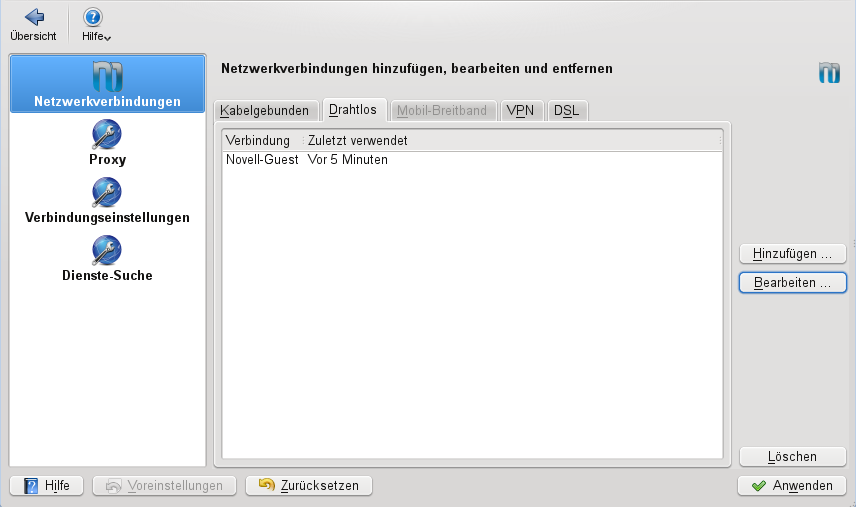 Übersicht
Hilfe
Netzwerkverbindungen
Proxy
Verbindungseinstellungen
Dienste-Suche
Netzwerkverbindungen hinzufügen, bearbeiten und entfernen
Kabelgebunden Drahtlos Mobil-Breitband VPN DSL
Verbindung Zuletzt verwendet
Novell-Guest Vor 5 Minuten
Hinzufügen ...
Bearbeiten ...
Löschen
Hilfe Voreinstellungen Zurücksetzen Anwenden